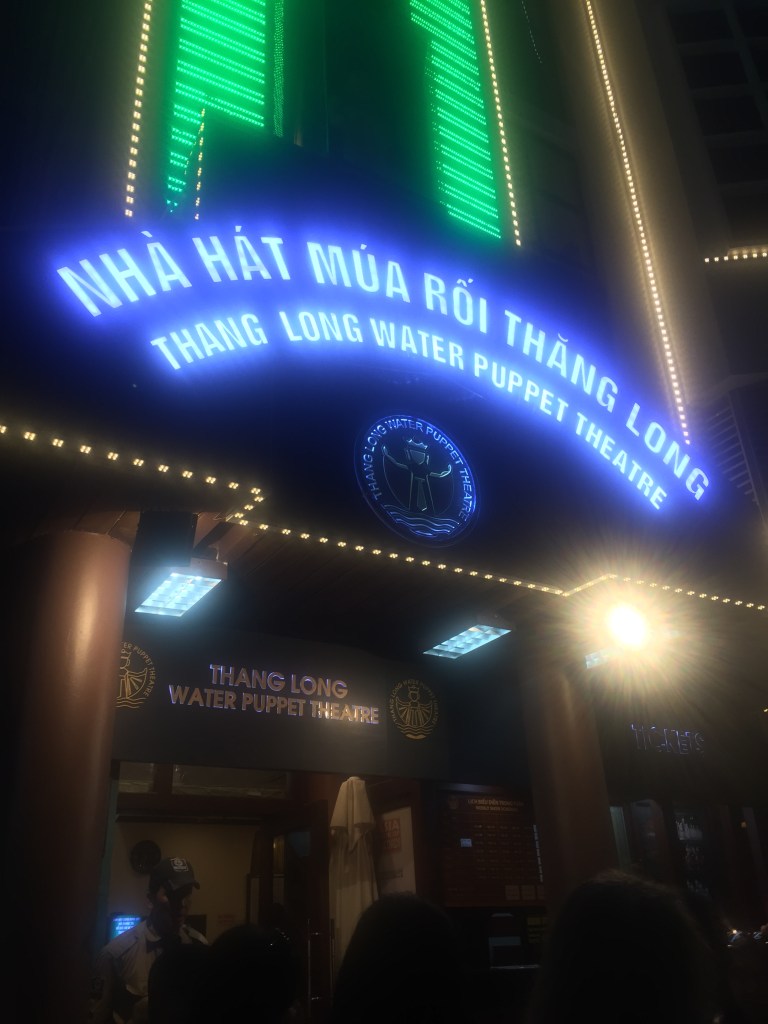 NHÀ HÁT MÚA RỐI THĂNG LONG
THANG LONG WATER PUPPET THEATRE
THANG LONG WATER PUPPET THEATRE
THANG LONG
WATER PUPPET THEATRE
TICKETS